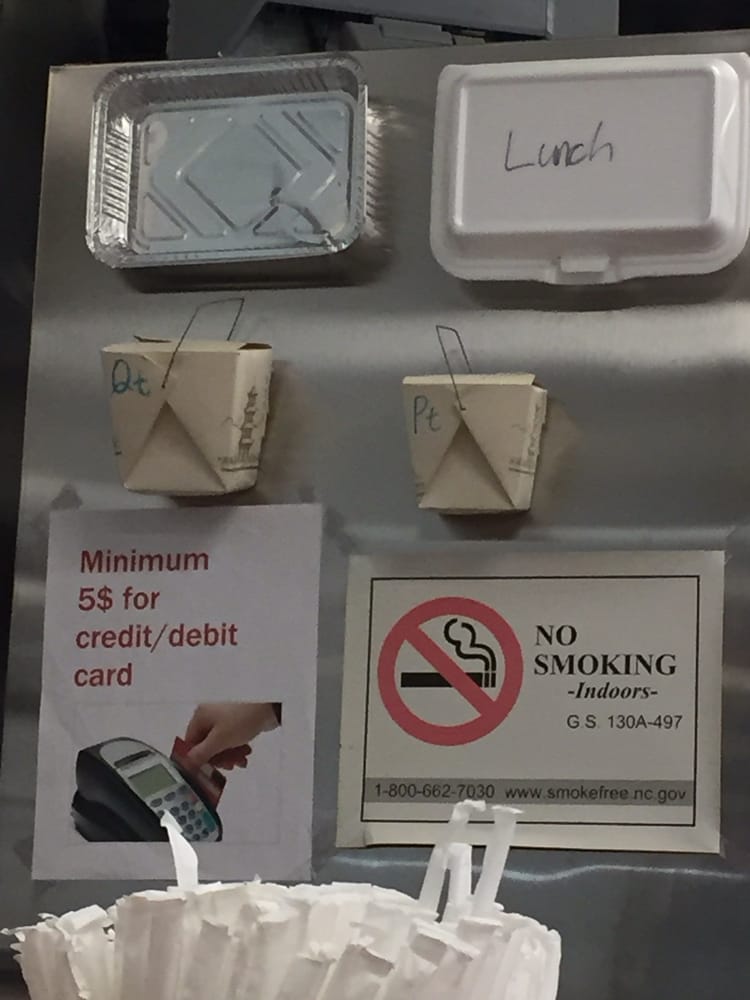 Lunch
Qt
Pt
Minimum
5$ for
credit/debit
card
NO
SMOKING
-Indoors-
G.S. 130A-497
1-800-662-7030 www.smokefree.nc.gov